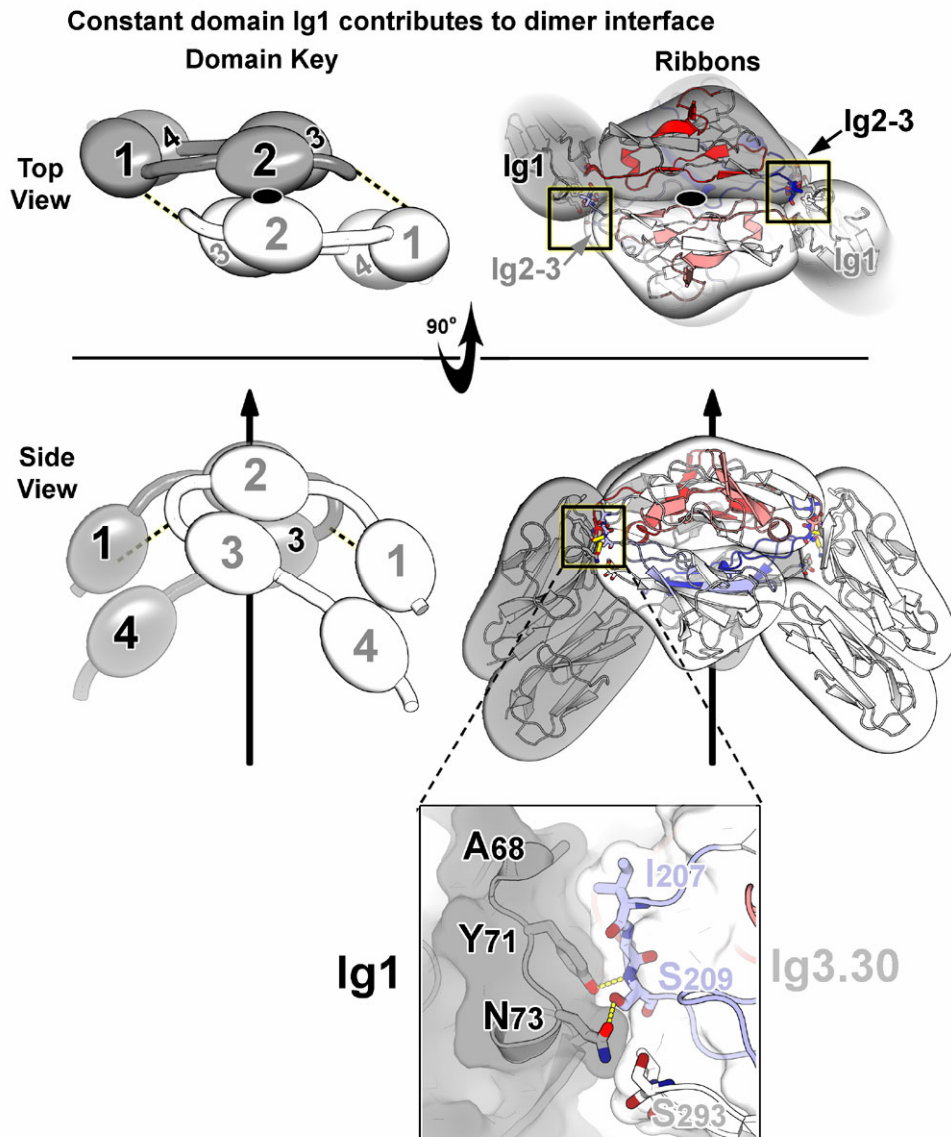 Constant domain Ig1 contributes to dimer interface
Domain Key
Ribbons
Top
View
1
4
2
3
2
3
4
1
Ig1
Ig2-3
Ig2-3
Ig1
90°
Side
View
2
1
3
3
1
4
4
A68
I207
Y71
Ig1
S209
Ig3.30
N73
S293